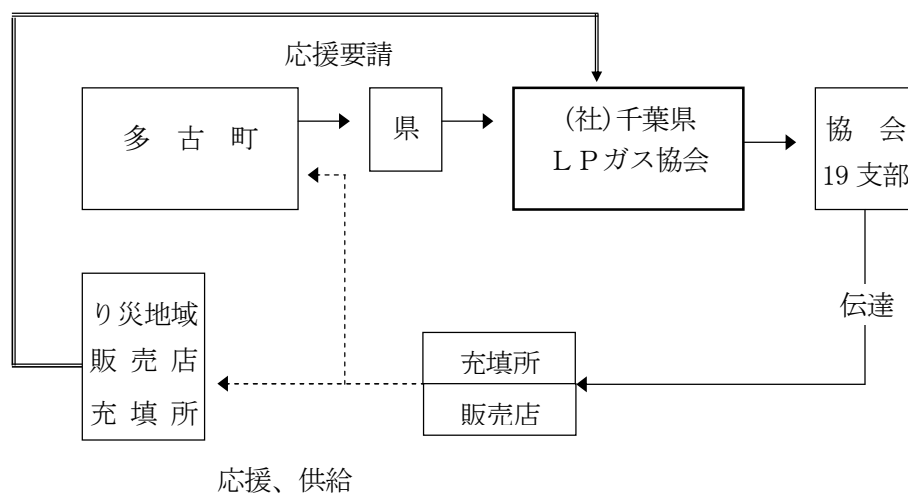 応援要請
多　古　町
県
(社)千葉県
ＬＰガス協会
協　会
19 支部
伝達
り災地域
販 売 店
充 填 所
充填所
販売店
応援、供給